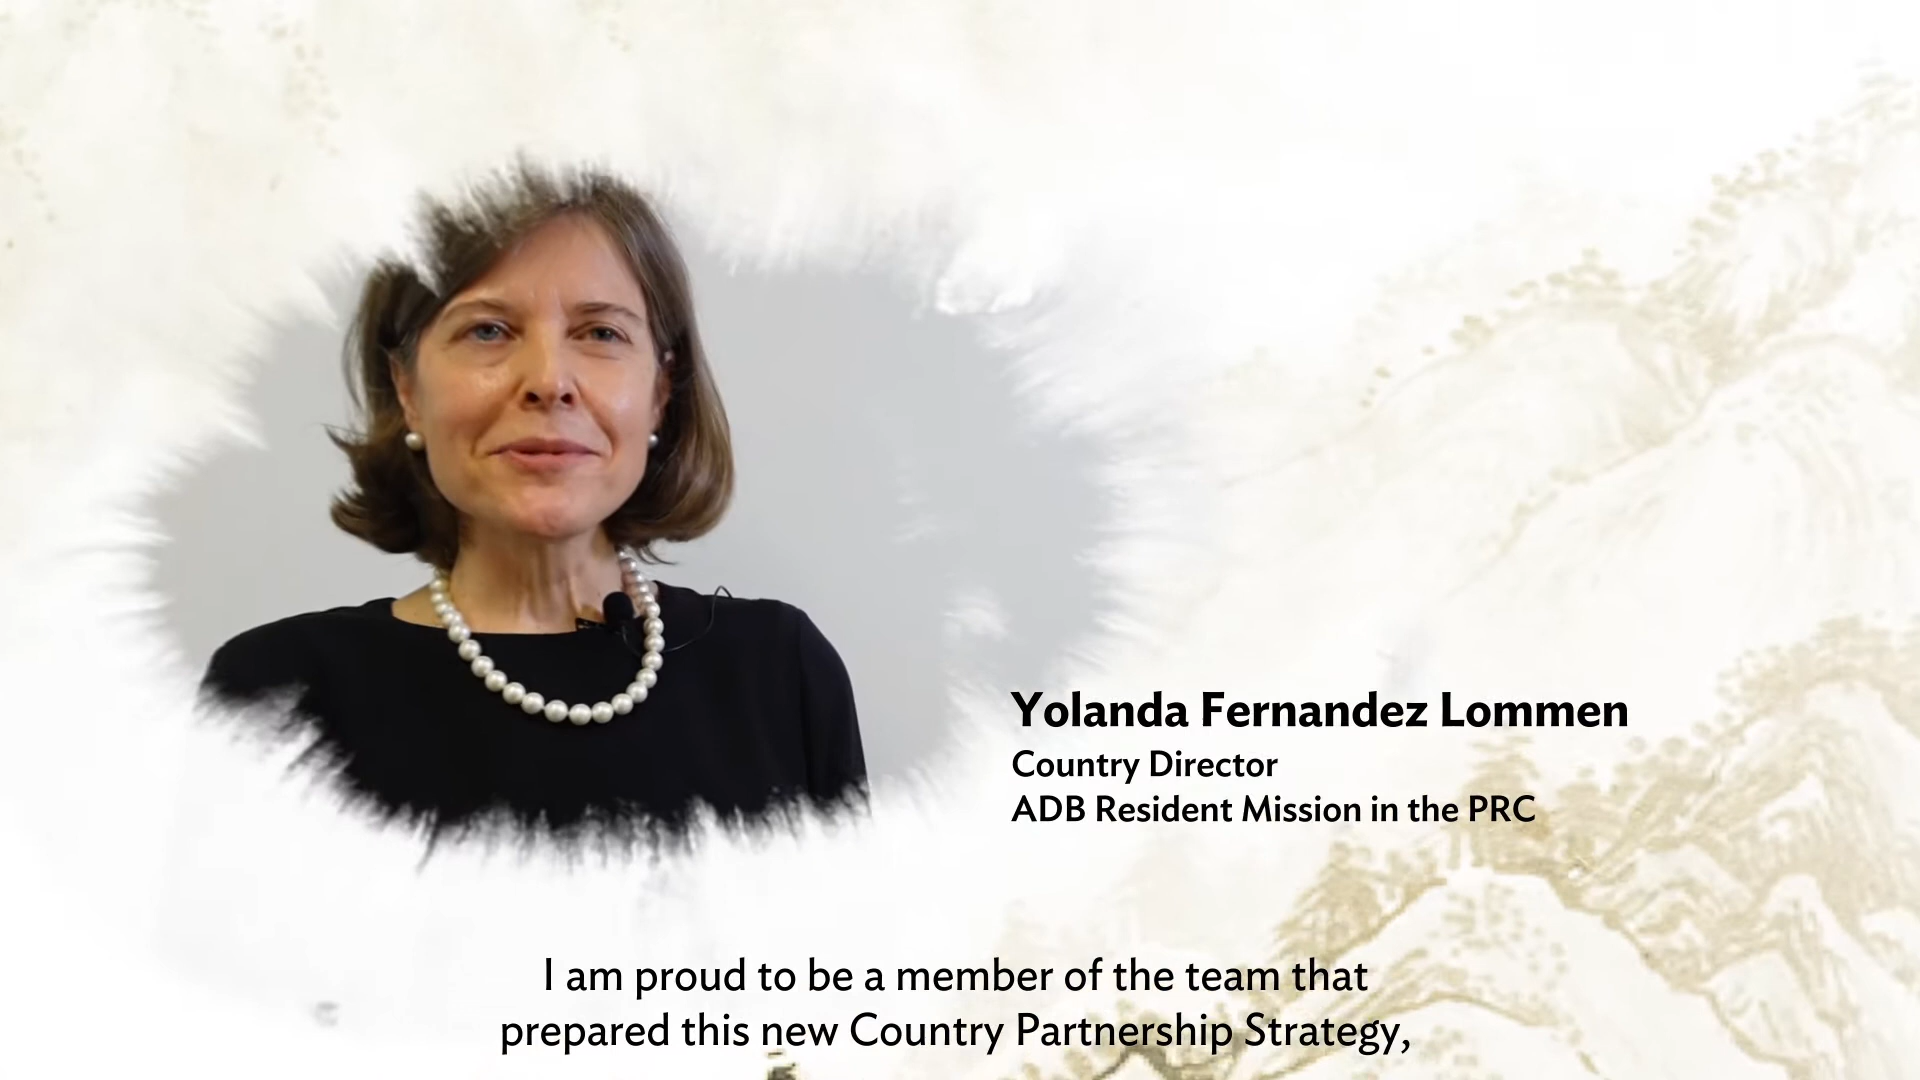 Yolanda Fernandez Lommen
Country Director
ADB Resident Mission in the PRC
I am proud to be a member of the team that
prepared this new Country Partnership Strategy,